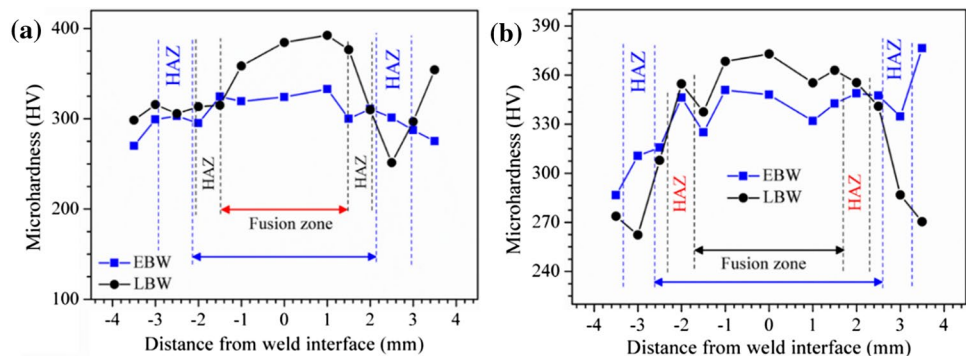 (a)
Microhardness (HV)
400
300
200
100
HAZ
HAZ
HAZ
HAZ
Fusion zone
EBW
LBW
-4 -3 -2 -1 0 1 2 3 4
Distance from weld interface (mm)
(b)
Microhardness (HV)
390
360
330
300
270
240
HAZ
HAZ
HAZ
HAZ
EBW
LBW
Fusion zone
-4 -3 -2 -1 0 1 2 3 4
Distance from weld interface (mm)